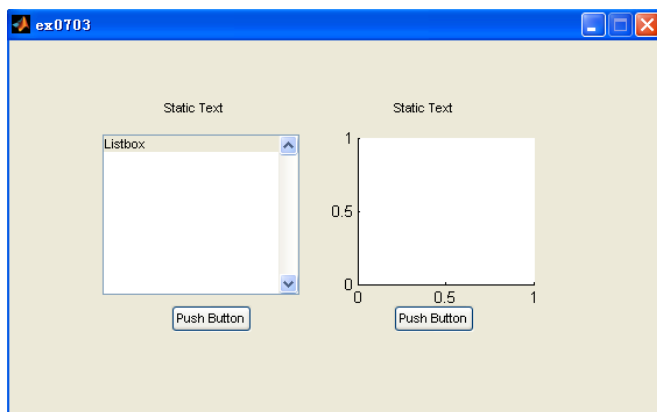 ex0703
Static Text
Static Text
Listbox
1
0.5
0
0
0.5
1
Push Button
Push Button